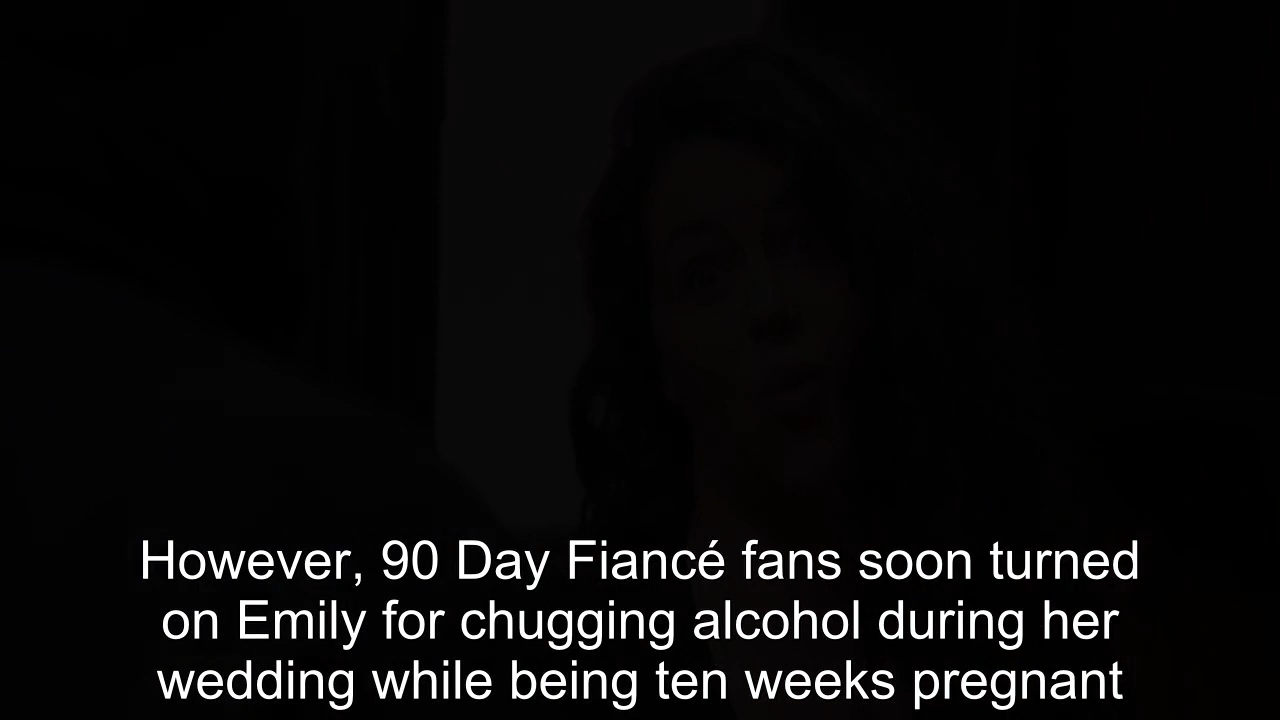 However, 90 Day Fiancé fans soon turned
on Emily for chugging alcohol during her
wedding while being ten weeks pregnant